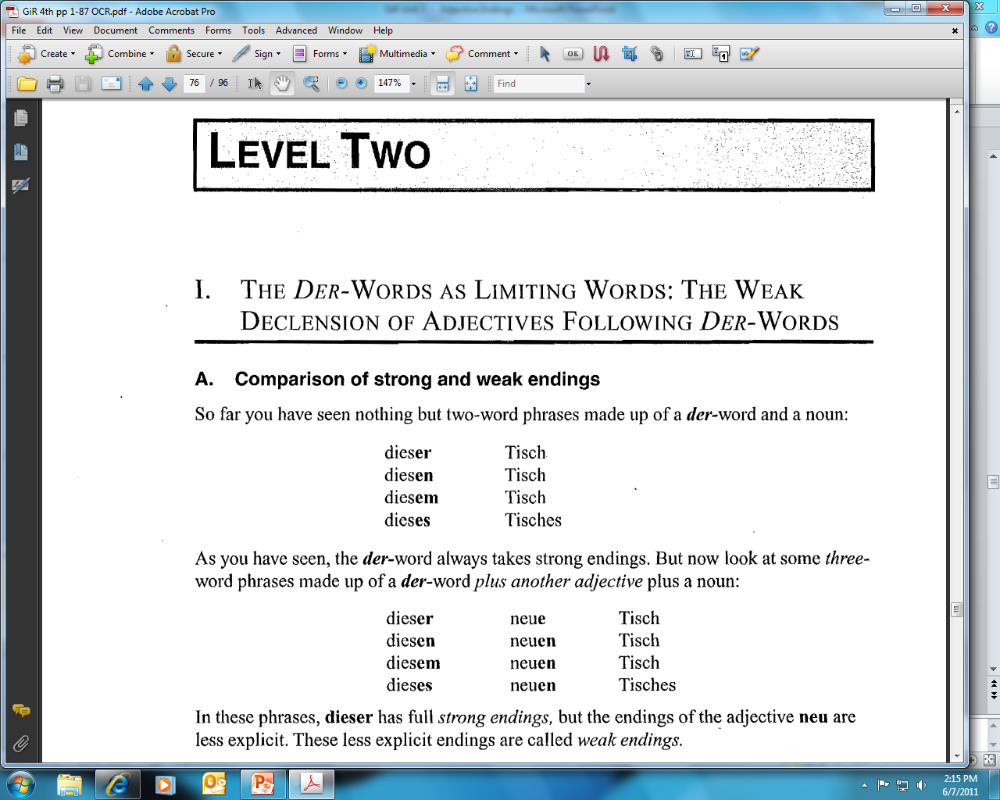 GiR 4th pp 1-87 OCR.pdf - Adobe Acrobat Pro
File Edit View Document Comments Forms Tools Advanced Window Help
Create Combine Secure Sign Forms Multimedia Comment OK 1
76 / 96 147% Find
LEVEL TWO
I. THE DER-WORDS AS LIMITING WORDS: THE WEAK
DECLENSION OF ADJECTIVES FOLLOWING DER-WORDS
A. Comparison of strong and weak endings
So far you have seen nothing but two-word phrases made up of a der-word and a noun:
dieser Tisch
diesen Tisch
diesem Tisch
dieses Tisches
As you have seen, the der-word always takes strong endings. But now look at some three-
word phrases made up of a der-word plus another adjective plus a noun:
dieser neue Tisch
diesen neuen Tisch
diesem neuen Tisch
dieses neuen Tisches
In these phrases, dieser has full strong endings, but the endings of the adjective neu are
less explicit. These less explicit endings are called weak endings.
2:15 PM
6/7/2011